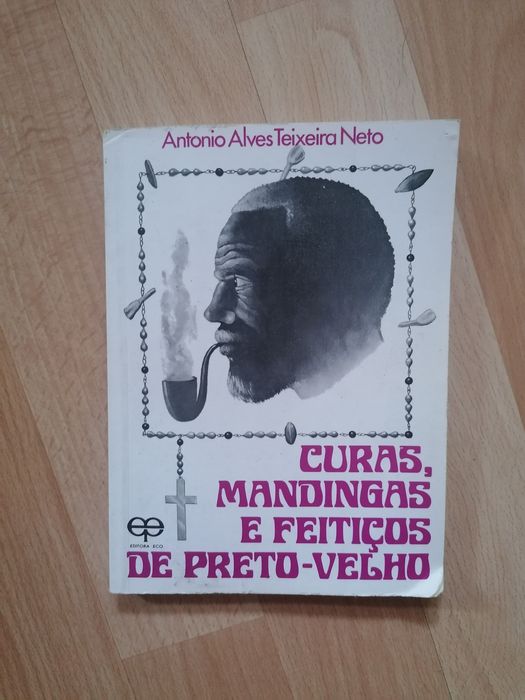 Antonio Alves Teixeira Neto
CURAS,
MANDINGAS
E FEITIÇOS
DE PRETO-VELHO
EDITORA ECO